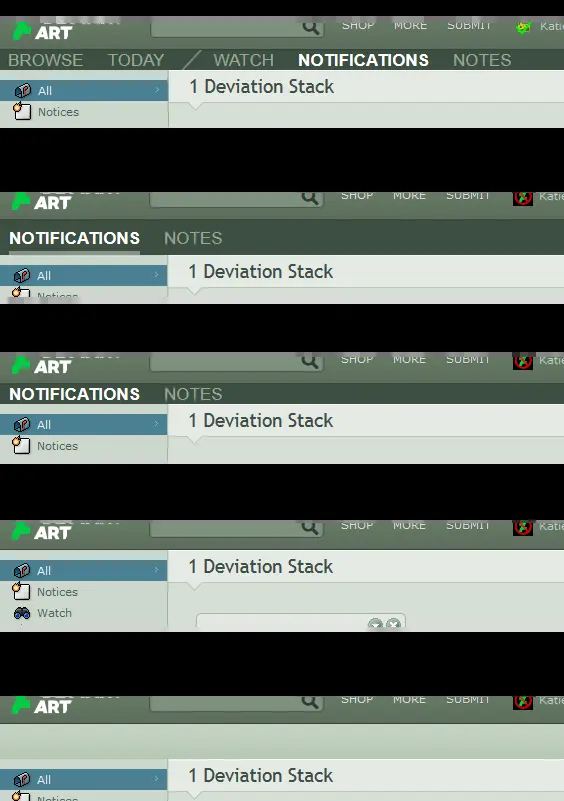 SHOP MORE SUBMIT Katie
ART
BROWSE TODAY / WATCH NOTIFICATIONS NOTES
All 1 Deviation Stack
Notices
SHOP MORE SUBMIT Katie
ART
NOTIFICATIONS NOTES
All 1 Deviation Stack
Notices
SHOP MORE SUBMIT Katie
ART
NOTIFICATIONS NOTES
All 1 Deviation Stack
Notices
SHOP MORE SUBMIT Katie
ART
All 1 Deviation Stack
Notices
Watch
SHOP MORE SUBMIT Katie
ART
All 1 Deviation Stack
Notices